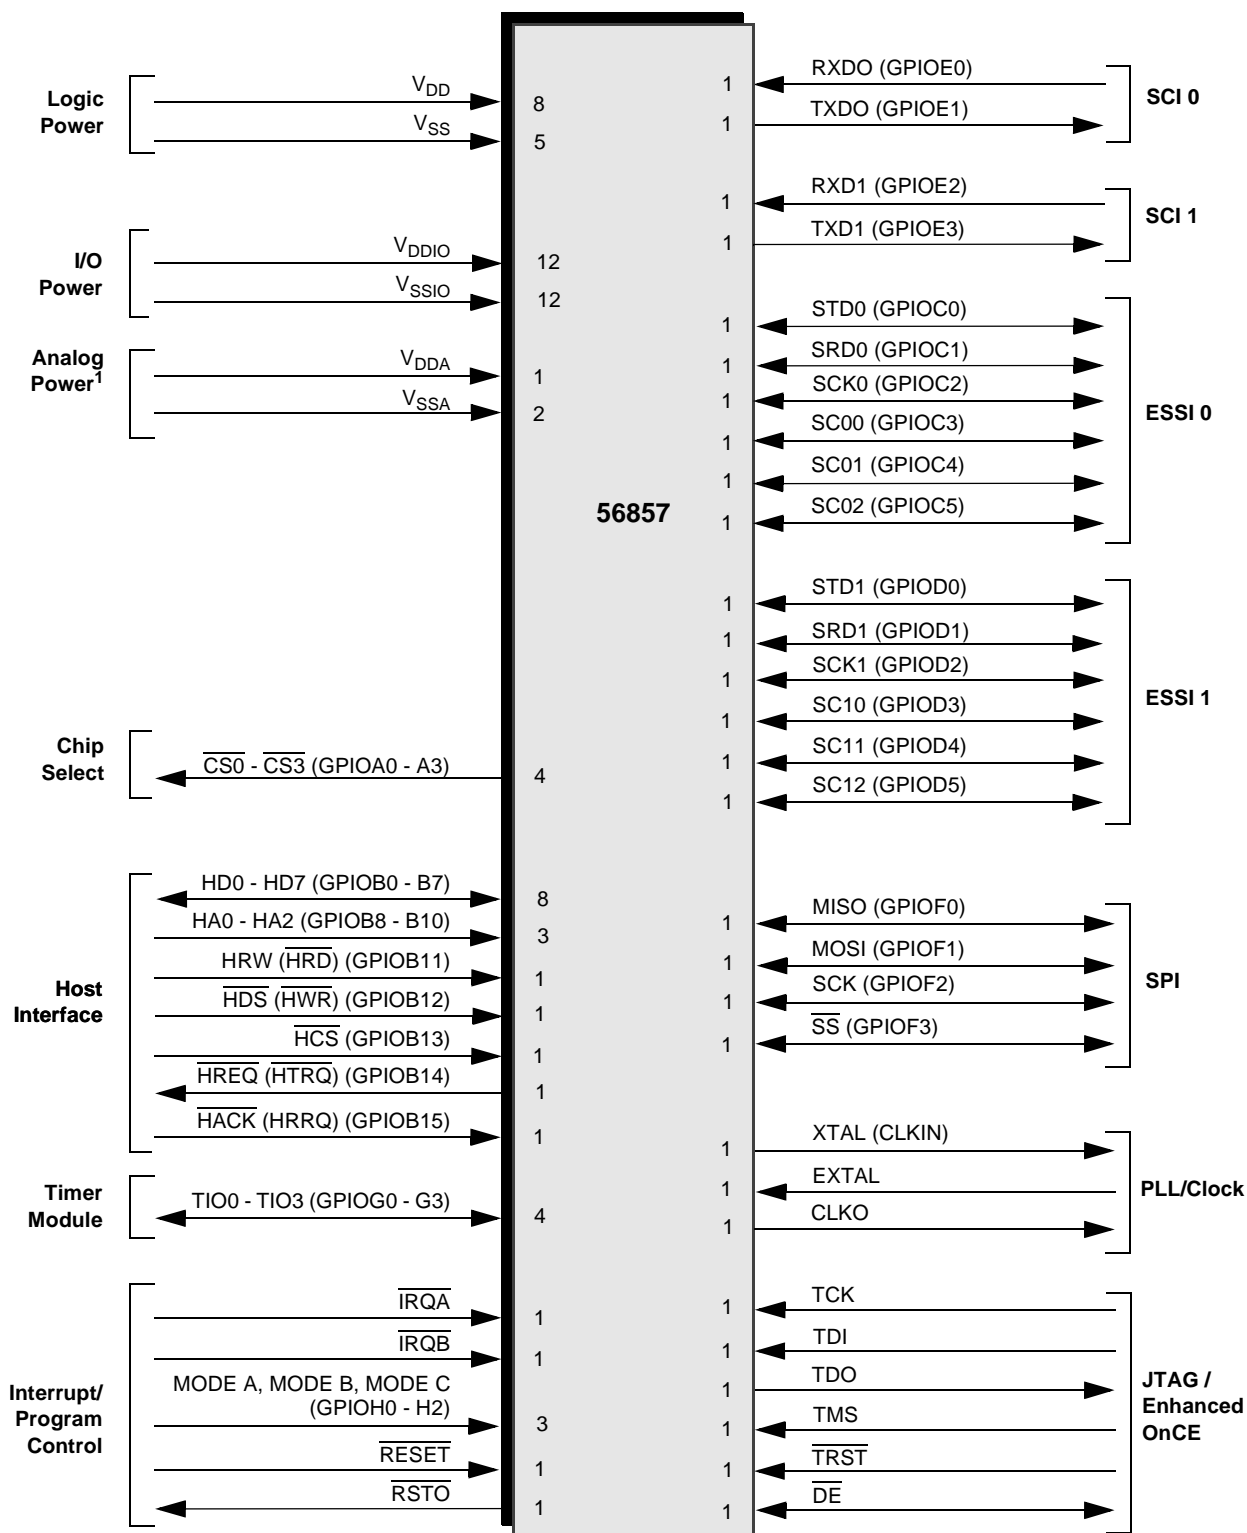 Logic
Power
V_DD
8
V_SS
5
I/O
Power
V_DDIO
12
V_SSIO
12
Analog
Power¹
V_DDA
1
V_SSA
2
56857
Chip
Select
CS0 - CS3 (GPIOA0 - A3)
4
Host
Interface
HD0 - HD7 (GPIOB0 - B7)
8
HA0 - HA2 (GPIOB8 - B10)
3
HRW (HRD) (GPIOB11)
1
HDS (HWR) (GPIOB12)
1
HCS (GPIOB13)
1
HREQ (HTRQ) (GPIOB14)
1
HACK (HRRQ) (GPIOB15)
1
Timer
Module
TIO0 - TIO3 (GPIOG0 - G3)
4
Interrupt/
Program
Control
IRQA
1
IRQB
1
MODE A, MODE B, MODE C
(GPIOH0 - H2)
3
RESET
1
RSTO
1
1
RXDO (GPIOE0)
1
TXDO (GPIOE1)
SCI 0
1
RXD1 (GPIOE2)
1
TXD1 (GPIOE3)
SCI 1
1
STD0 (GPIOC0)
1
SRD0 (GPIOC1)
1
SCK0 (GPIOC2)
1
SC00 (GPIOC3)
1
SC01 (GPIOC4)
1
SC02 (GPIOC5)
ESSI 0
1
STD1 (GPIOD0)
1
SRD1 (GPIOD1)
1
SCK1 (GPIOD2)
1
SC10 (GPIOD3)
1
SC11 (GPIOD4)
1
SC12 (GPIOD5)
ESSI 1
1
MISO (GPIOF0)
1
MOSI (GPIOF1)
1
SCK (GPIOF2)
1
SS (GPIOF3)
SPI
1
XTAL (CLKIN)
1
EXTAL
1
CLKO
PLL/Clock
1
TCK
1
TDI
1
TDO
1
TMS
1
TRST
1
DE
JTAG /
Enhanced
OnCE